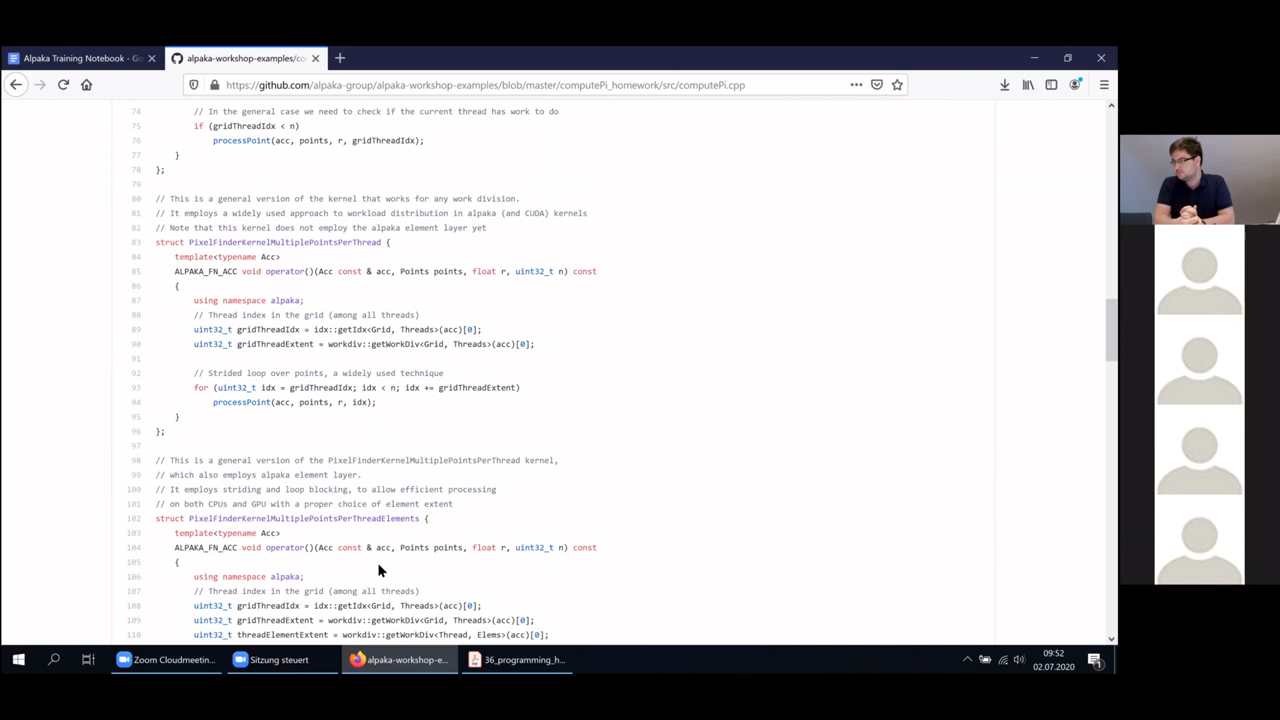 Alpaka Training Notebook - Go
alpaka-workshop-examples/co
https://github.com/alpaka-group/alpaka-workshop-examples/blob/master/computePi_homework/src/computePi.cpp
74 // In the general case we need to check if the current thread has work to do
75 if (gridThreadIdx < n)
76 processPoint(acc, points, r, gridThreadIdx);
77 }
78 };
79
80 // This is a general version of the kernel that works for any work division.
81 // It employs a widely used approach to workload distribution in alpaka (and CUDA) kernels
82 // Note that this kernel does not employ the alpaka element layer yet
83 struct PixelFinderKernelMultiplePointsPerThread {
84 template<typename Acc>
85 ALPAKA_FN_ACC void operator()(Acc const & acc, Points points, float r, uint32_t n) const
86 {
87 using namespace alpaka;
88 // Thread index in the grid (among all threads)
89 uint32_t gridThreadIdx = idx::getIdx<Grid, Threads>(acc)[0];
90 uint32_t gridThreadExtent = workdiv::getWorkDiv<Grid, Threads>(acc)[0];
91
92 // Strided loop over points, a widely used technique
93 for (uint32_t idx = gridThreadIdx; idx < n; idx += gridThreadExtent)
94 processPoint(acc, points, r, idx);
95 }
96 };
97
98 // This is a general version of the PixelFinderKernelMultiplePointsPerThread kernel,
99 // which also employs alpaka element layer.
100 // It employs striding and loop blocking, to allow efficient processing
101 // on both CPUs and GPU with a proper choice of element extent
102 struct PixelFinderKernelMultiplePointsPerThreadElements {
103 template<typename Acc>
104 ALPAKA_FN_ACC void operator()(Acc const & acc, Points points, float r, uint32_t n) const
105 {
106 using namespace alpaka;
107 // Thread index in the grid (among all threads)
108 uint32_t gridThreadIdx = idx::getIdx<Grid, Threads>(acc)[0];
109 uint32_t gridThreadExtent = workdiv::getWorkDiv<Grid, Threads>(acc)[0];
110 uint32_t threadElementExtent = workdiv::getWorkDiv<Thread, Elems>(acc)[0];
Zoom Cloudmeetin...
Sitzung steuert
alpaka-workshop-e...
36_programming_h...
09:52
02.07.2020
1